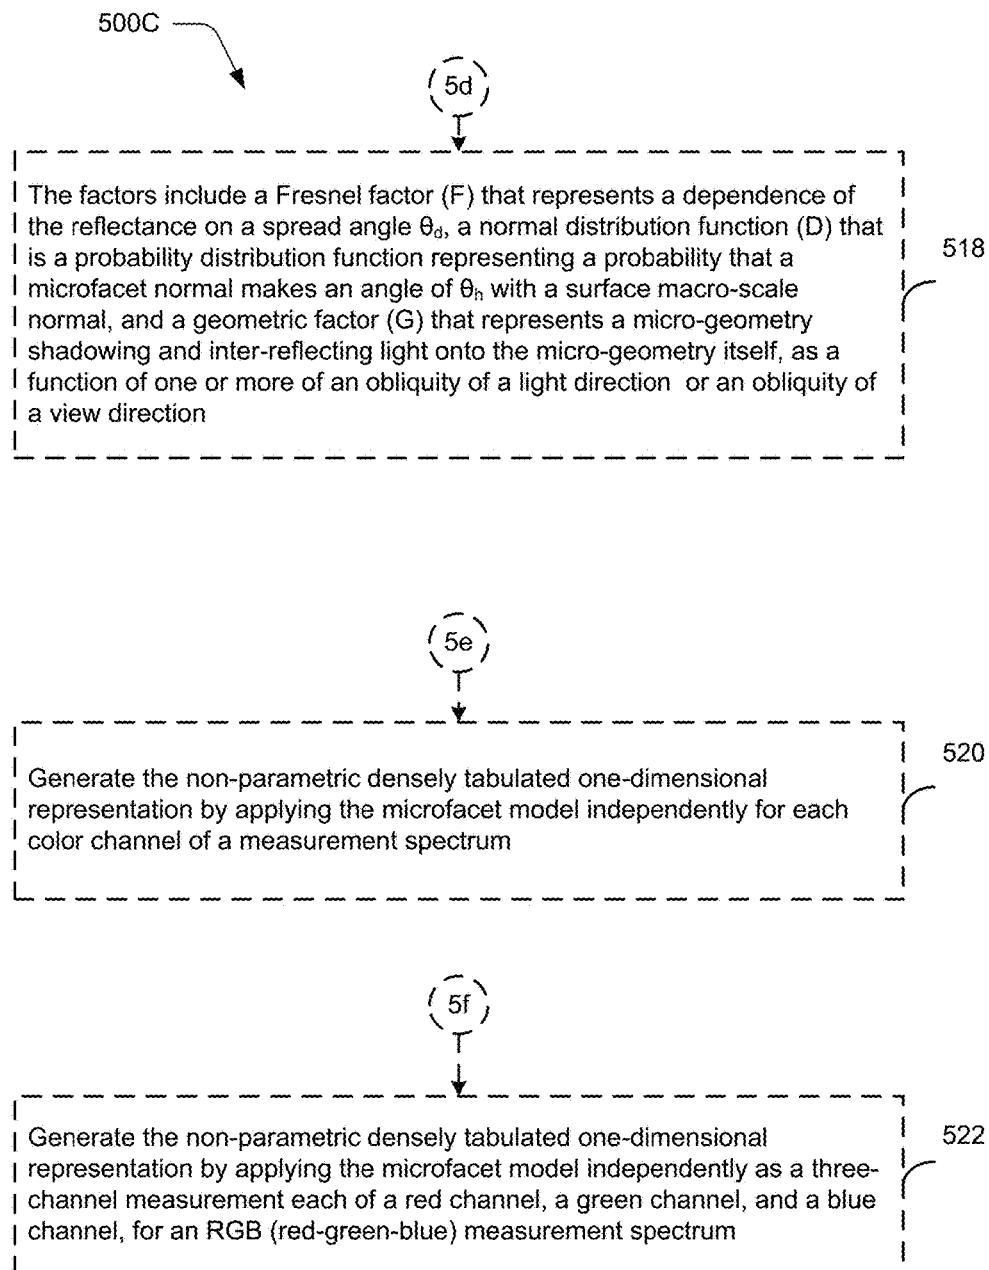 500C
5d
The factors include a Fresnel factor (F) that represents a dependence of
the reflectance on a spread angle θd, a normal distribution function (D) that
is a probability distribution function representing a probability that a
microfacet normal makes an angle of θh with a surface macro-scale
normal, and a geometric factor (G) that represents a micro-geometry
shadowing and inter-reflecting light onto the micro-geometry itself, as a
function of one or more of an obliquity of a light direction or an obliquity of
a view direction
518
5e
520
Generate the non-parametric densely tabulated one-dimensional
representation by applying the microfacet model independently for each
color channel of a measurement spectrum
5f
522
Generate the non-parametric densely tabulated one-dimensional
representation by applying the microfacet model independently as a three-
channel measurement each of a red channel, a green channel, and a blue
channel, for an RGB (red-green-blue) measurement spectrum